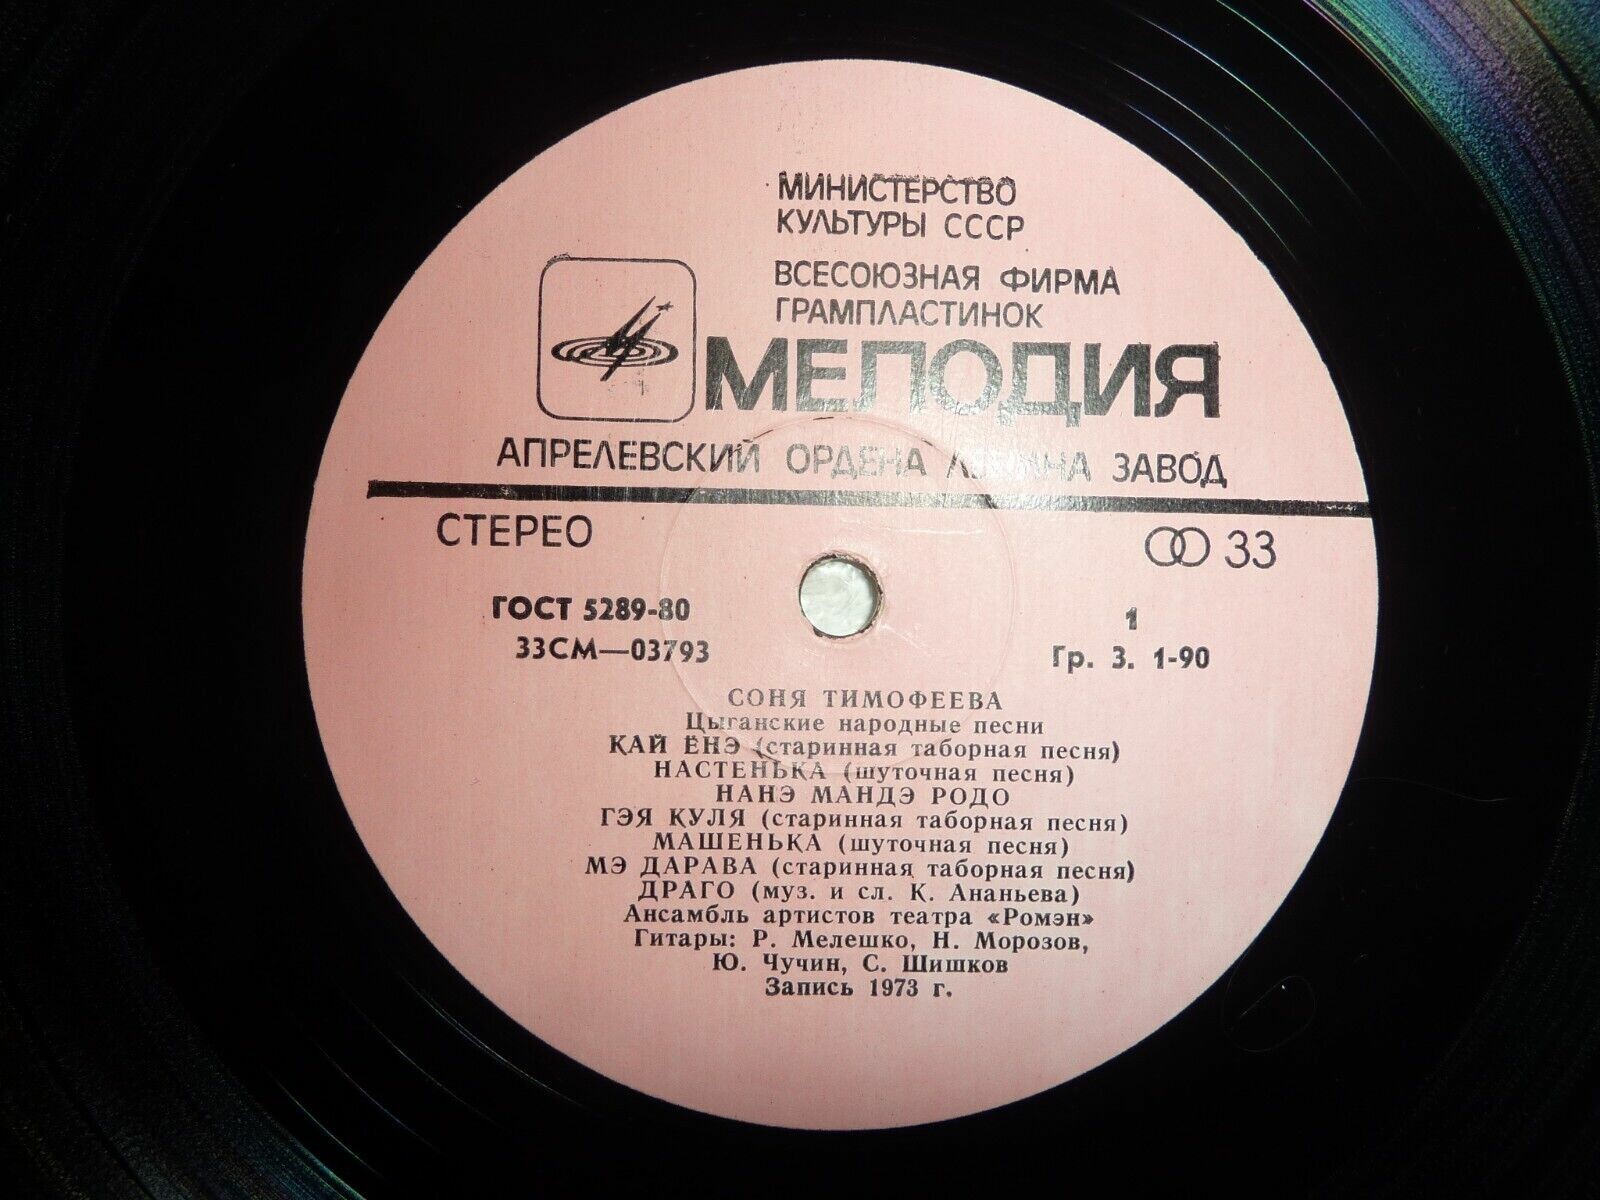 МИНИСТЕРСТВО
КУЛЬТУРЫ СССР
ВСЕСОЮЗНАЯ ФИРМА
ГРАМПЛАСТИНОК
МЕЛОДИЯ
АПРЕЛЕВСКИЙ ОРДЕНА ЛЕНИНА ЗАВОД
СТЕРЕО
33
ГОСТ 5289-80
1
33СМ—03793
Гр. 3. 1-90
СОНЯ ТИМОФЕЕВА
Цыганские народные песни
КАЙ ЁНЭ (старинная таборная песня)
НАСТЕНЬКА (шуточная песня)
НАНЭ МАНДЭ РОДО
ГЭЯ КУЛЯ (старинная таборная песня)
МАШЕНЬКА (шуточная песня)
МЭ ДАРАВА (старинная таборная песня)
ДРАГО (муз. и сл. К. Ананьева)
Ансамбль артистов театра «Ромэн»
Гитары: Р. Мелешко, Н. Морозов,
Ю. Чучин, С. Шишков
Запись 1973 г.